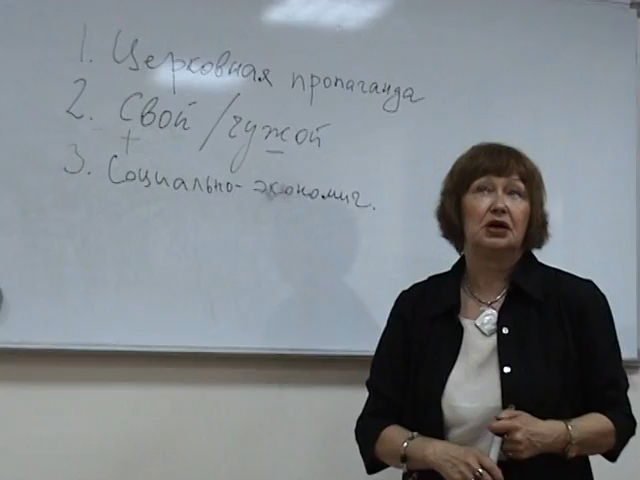 1. Церковная пропаганда
2. Свой / чужой
+ –
3. Социально-экономич.